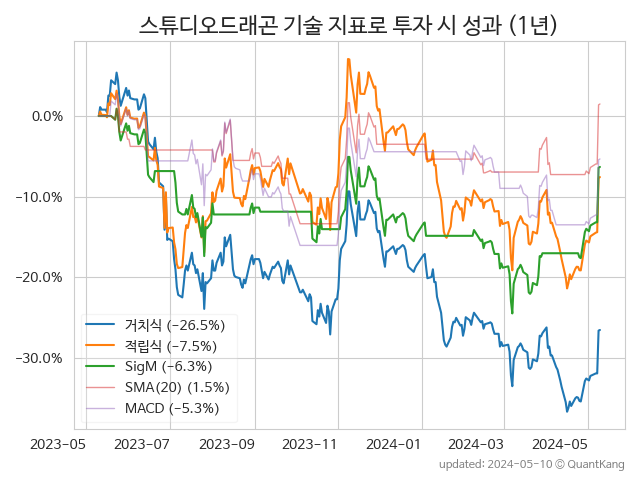 스튜디오드래곤 기술 지표로 투자 시 성과 (1년)
0.0%
−10.0%
−20.0%
−30.0%
거치식 (−26.5%)
적립식 (−7.5%)
SigM (−6.3%)
SMA(20) (1.5%)
MACD (−5.3%)
2023-05 2023-07 2023-09 2023-11 2024-01 2024-03 2024-05
updated: 2024-05-10 © QuantKang